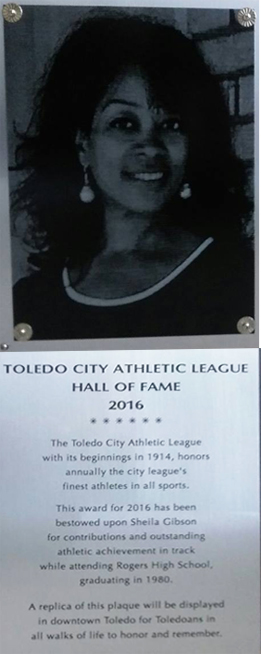 TOLEDO CITY ATHLETIC LEAGUE
HALL OF FAME
2016
* * * * * *
The Toledo City Athletic League
with its beginnings in 1914, honors
annually the city league's
finest athletes in all sports.
This award for 2016 has been
bestowed upon Sheila Gibson
for contributions and outstanding
athletic achievement in track
while attending Rogers High School,
graduating in 1980.
A replica of this plaque will be displayed
in downtown Toledo for Toledoans in
all walks of life to honor and remember.